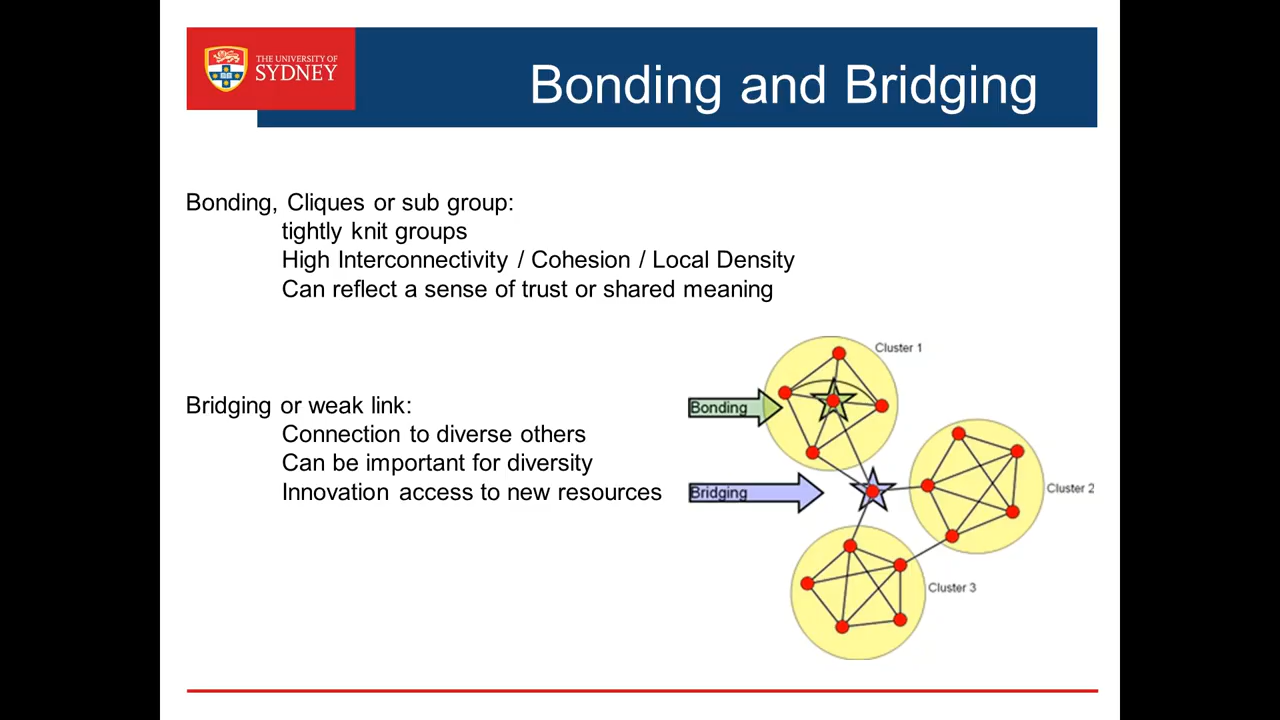 THE UNIVERSITY OF
SYDNEY
Bonding and Bridging
Bonding, Cliques or sub group:
tightly knit groups
High Interconnectivity / Cohesion / Local Density
Can reflect a sense of trust or shared meaning
Bridging or weak link:
Connection to diverse others
Can be important for diversity
Innovation access to new resources
Cluster 1
Bonding
Bridging
Cluster 2
Cluster 3